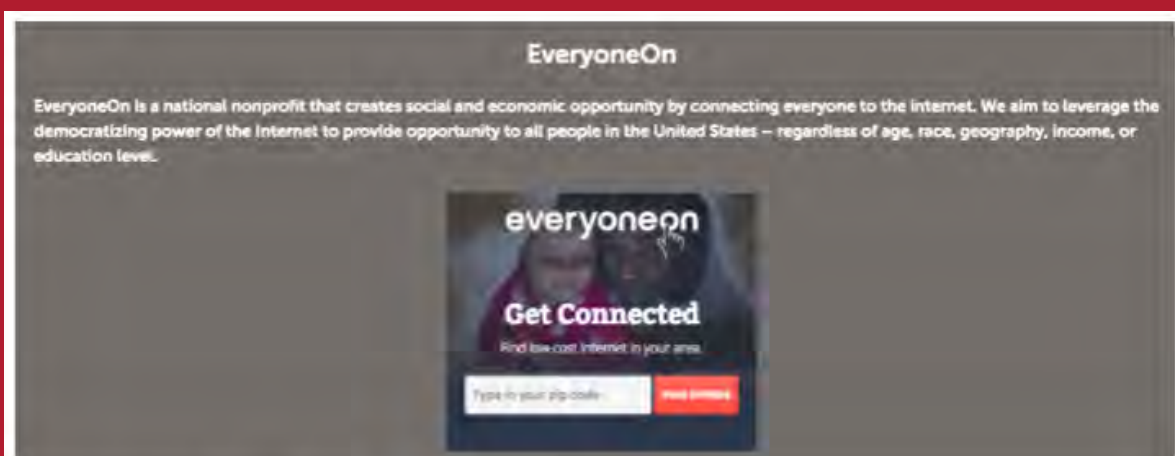 EveryoneOn
EveryoneOn is a national nonprofit that creates social and economic opportunity by connecting everyone to the internet. We aim to leverage the
democratizing power of the Internet to provide opportunity to all people in the United States – regardless of age, race, geography, income, or
education level.
everyoneon
Get Connected
Find low-cost Internet in your area
Type in your zip code